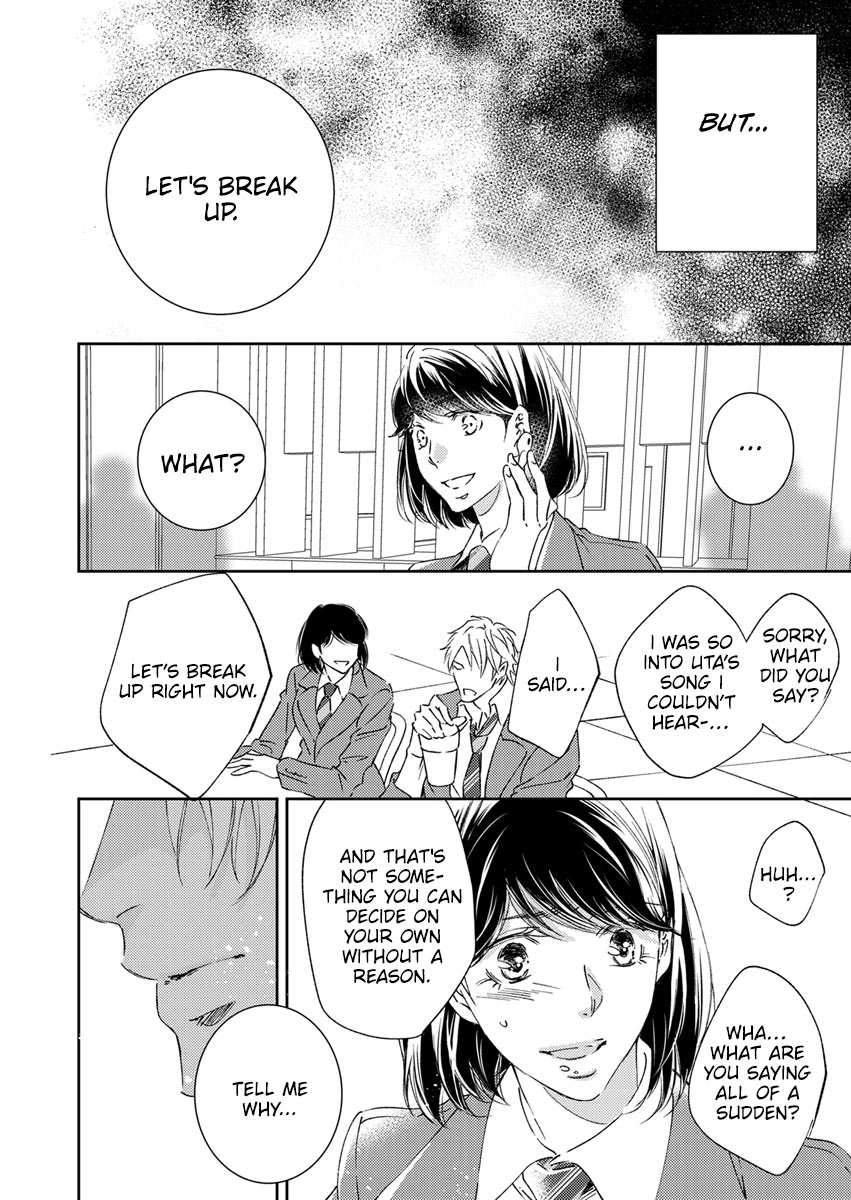 BUT...
LET'S BREAK
UP.
...
WHAT?
SORRY,
WHAT
DID YOU
SAY?
I WAS SO
INTO UTA'S
SONG I
COULDN'T
HEAR-...
I
SAID...
LET'S BREAK
UP RIGHT NOW.
HUH...
?
WHA...
WHAT ARE
YOU SAYING
ALL OF A
SUDDEN?
AND THAT'S
NOT SOME-
THING YOU CAN
DECIDE ON
YOUR OWN
WITHOUT A
REASON.
TELL ME
WHY...